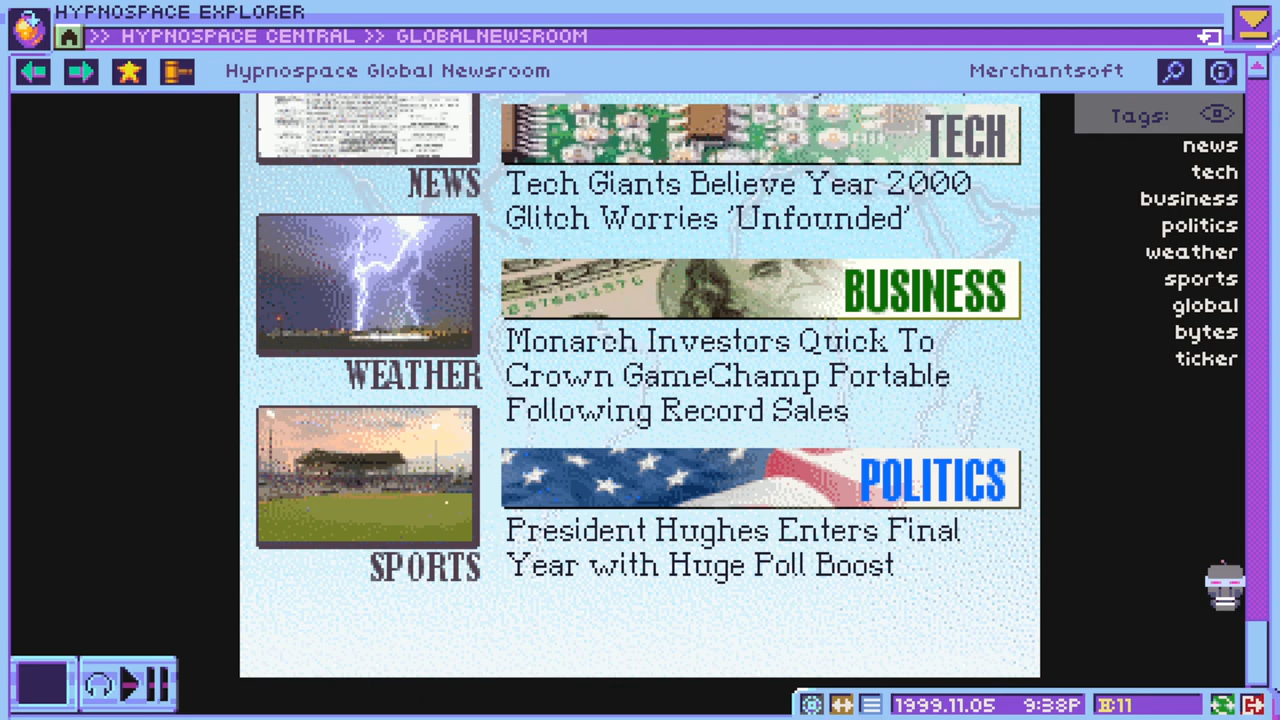 HYPNOSPACE EXPLORER
>> HYPNOSPACE CENTRAL >> GLOBALNEWSROOM
Hypnospace Global Newsroom
Merchantsoft
NEWS
WEATHER
SPORTS
TECH
Tech Giants Believe Year 2000
Glitch Worries 'Unfounded'
BUSINESS
Monarch Investors Quick To
Crown GameChamp Portable
Following Record Sales
POLITICS
President Hughes Enters Final
Year with Huge Poll Boost
Tags:
news
tech
business
politics
weather
sports
global
bytes
ticker
1999.11.05 9:38P
11